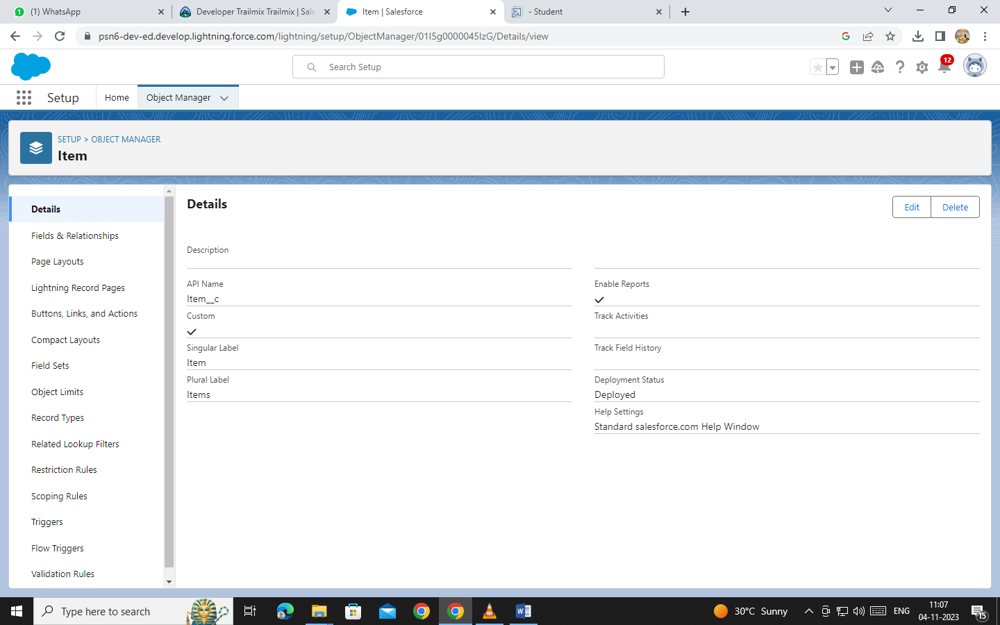 (1) WhatsApp
Developer Trailmix Trailmix | Sale
Item | Salesforce
- Student
psn6-dev-ed.develop.lightning.force.com/lightning/setup/ObjectManager/01I5g0000045IzG/Details/view
Search Setup
12
Setup
Home
Object Manager
SETUP > OBJECT MANAGER
Item
Details
Fields & Relationships
Page Layouts
Lightning Record Pages
Buttons, Links, and Actions
Compact Layouts
Field Sets
Object Limits
Record Types
Related Lookup Filters
Restriction Rules
Scoping Rules
Triggers
Flow Triggers
Validation Rules
Details
Edit
Delete
Description
API Name
Item__c
Custom
Singular Label
Item
Plural Label
Items
Enable Reports
Track Activities
Track Field History
Deployment Status
Deployed
Help Settings
Standard salesforce.com Help Window
Type here to search
30°C Sunny
ENG
11:07
04-11-2023
15